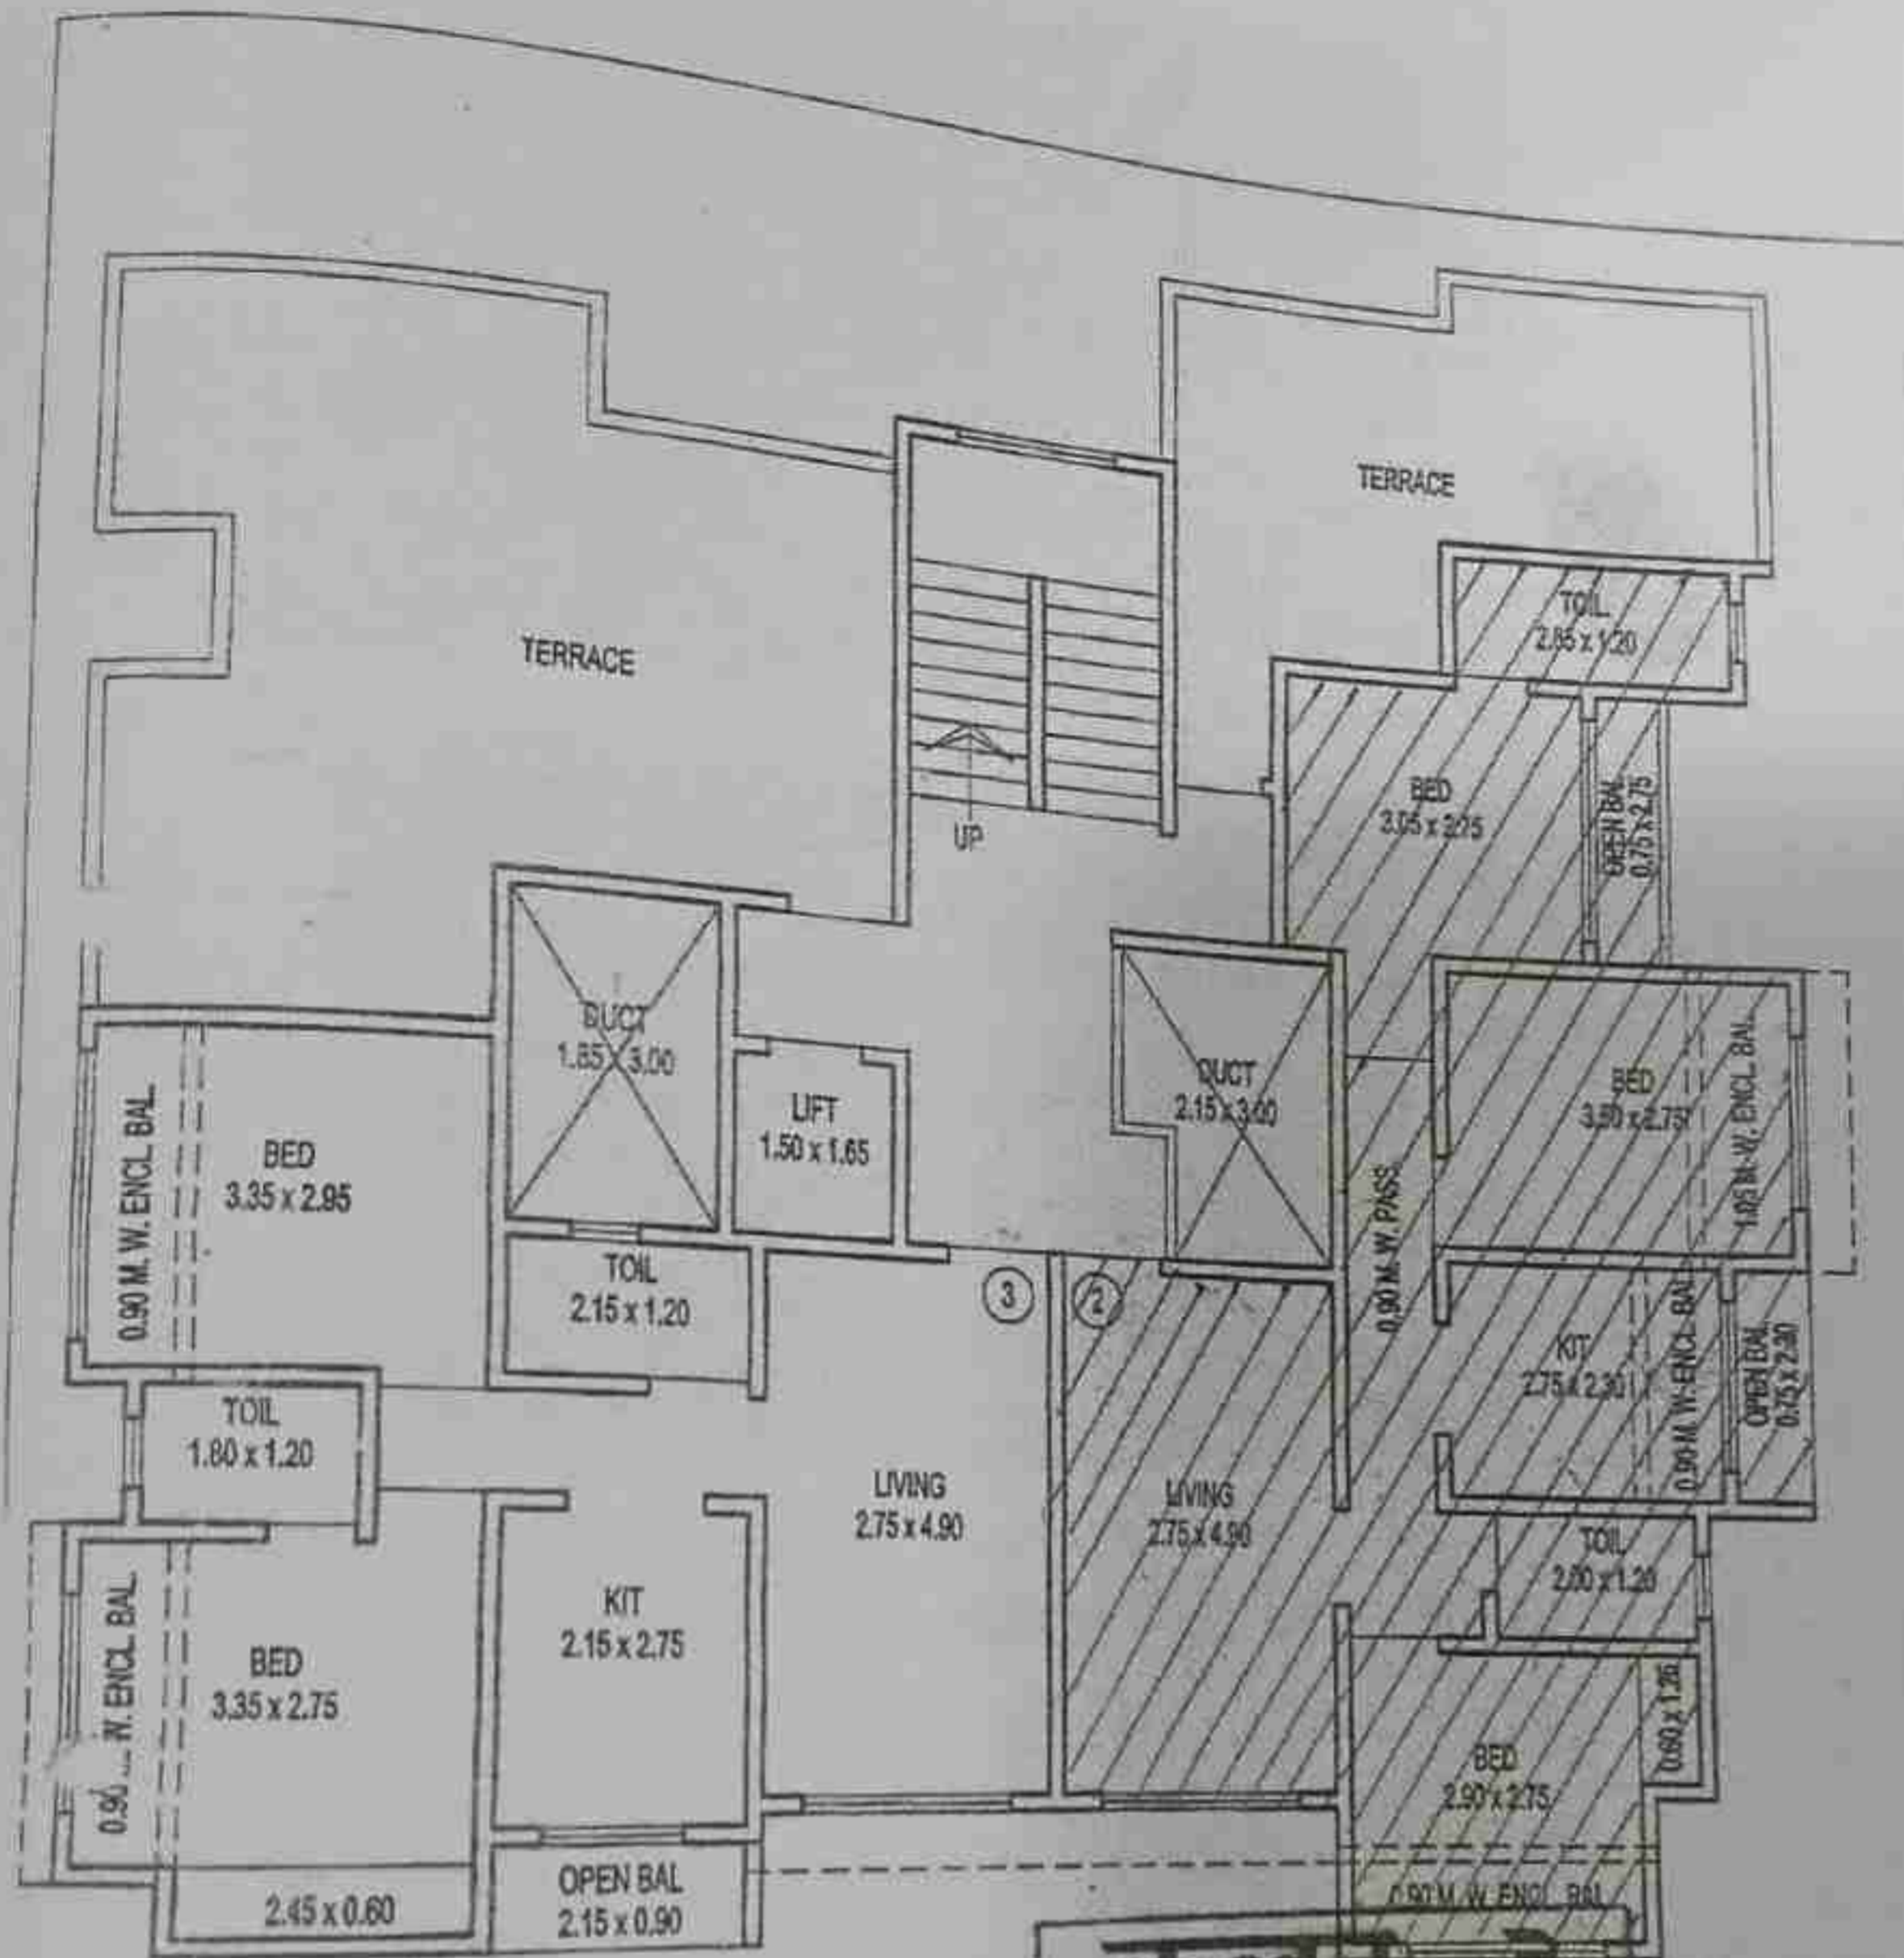 TERRACE
TOIL
2.85 x 1.20
TERRACE
BED
3.05 x 2.75
OPEN BAL
0.75 x 2.75
UP
DUCT
1.85 x 3.00
LIFT
1.50 x 1.65
DUCT
2.15 x 3.00
BED
3.50 x 2.75
1.05 M. W. ENCL. BAL.
0.90 M. W. ENCL. BAL.
BED
3.35 x 2.95
0.90 M. W. PASS.
TOIL
2.15 x 1.20
3
2
KIT
2.75 x 2.30
0.90 M. W. ENCL. BAL
OPEN BAL
0.75 x 2.30
TOIL
1.80 x 1.20
LIVING
2.75 x 4.90
LIVING
2.75 x 4.90
TOIL
2.00 x 1.20
KIT
2.15 x 2.75
0.90 W. ENCL. BAL.
BED
3.35 x 2.75
0.60 x 1.25
BED
2.90 x 2.75
2.45 x 0.60
OPEN BAL
2.15 x 0.90
0.90 M. W. ENCL. BAL